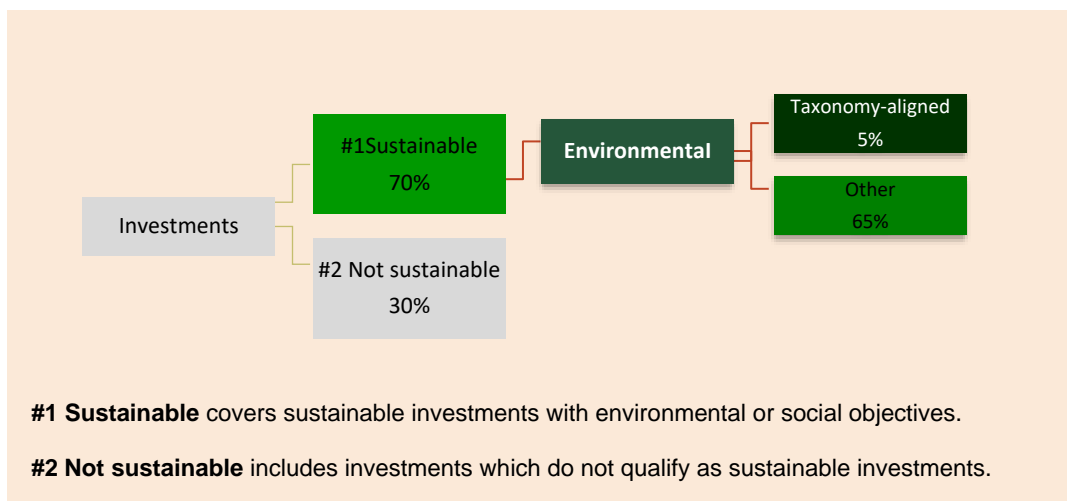 Taxonomy-aligned
5%
#1Sustainable
70%
Environmental
Other
65%
Investments
#2 Not sustainable
30%
#1 Sustainable covers sustainable investments with environmental or social objectives.
#2 Not sustainable includes investments which do not qualify as sustainable investments.